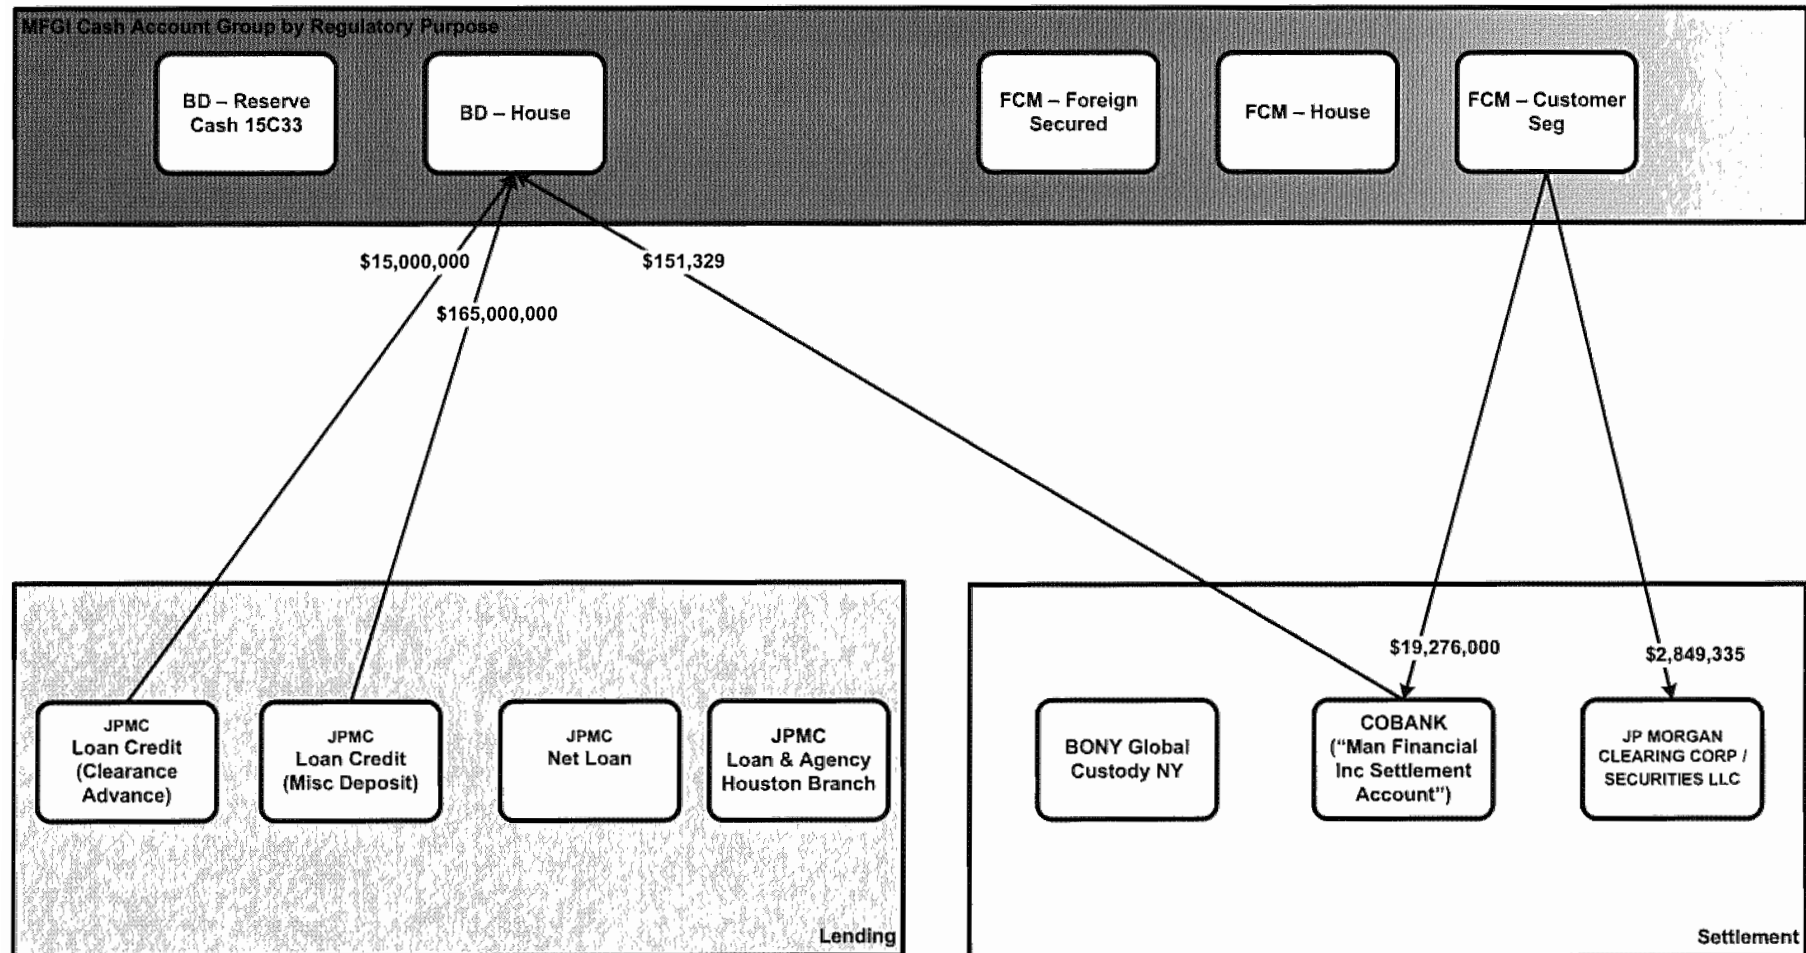 MFGI Cash Account Group by Regulatory Purpose
BD – Reserve
Cash 15C33
BD – House
FCM – Foreign
Secured
FCM – House
FCM – Customer
Seg
$15,000,000
$151,329
$165,000,000
$19,276,000
$2,849,335
JPMC
Loan Credit
(Clearance
Advance)
JPMC
Loan Credit
(Misc Deposit)
JPMC
Net Loan
JPMC
Loan & Agency
Houston Branch
BONY Global
Custody NY
COBANK
("Man Financial
Inc Settlement
Account")
JP MORGAN
CLEARING CORP /
SECURITIES LLC
Lending
Settlement